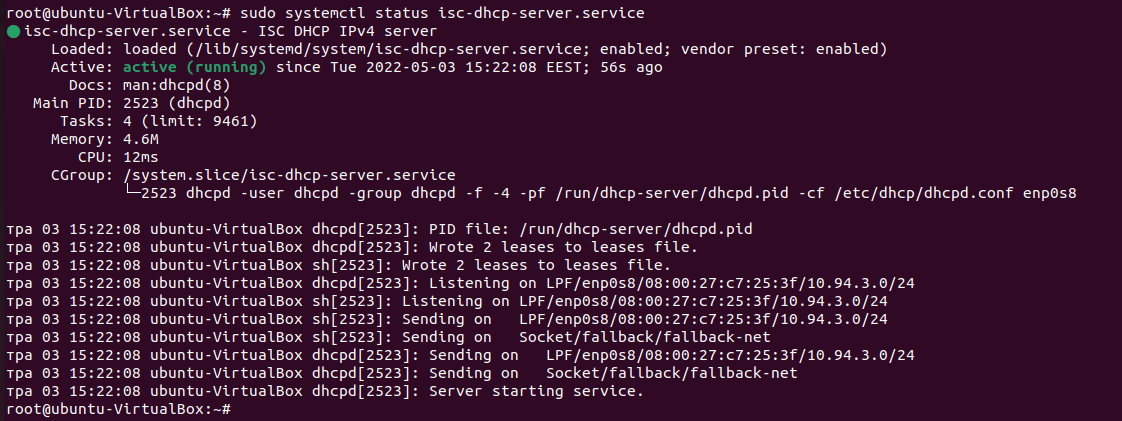 root@ubuntu-VirtualBox:~# sudo systemctl status isc-dhcp-server.service
isc-dhcp-server.service - ISC DHCP IPv4 server
Loaded: loaded (/lib/systemd/system/isc-dhcp-server.service; enabled; vendor preset: enabled)
Active: active (running) since Tue 2022-05-03 15:22:08 EEST; 56s ago
Docs: man:dhcpd(8)
Main PID: 2523 (dhcpd)
Tasks: 4 (limit: 9461)
Memory: 4.6M
CPU: 12ms
CGroup: /system.slice/isc-dhcp-server.service
└─2523 dhcpd -user dhcpd -group dhcpd -f -4 -pf /run/dhcp-server/dhcpd.pid -cf /etc/dhcp/dhcpd.conf enp0s8
тра 03 15:22:08 ubuntu-VirtualBox dhcpd[2523]: PID file: /run/dhcp-server/dhcpd.pid
тра 03 15:22:08 ubuntu-VirtualBox dhcpd[2523]: Wrote 2 leases to leases file.
тра 03 15:22:08 ubuntu-VirtualBox sh[2523]: Wrote 2 leases to leases file.
тра 03 15:22:08 ubuntu-VirtualBox dhcpd[2523]: Listening on LPF/enp0s8/08:00:27:c7:25:3f/10.94.3.0/24
тра 03 15:22:08 ubuntu-VirtualBox sh[2523]: Listening on LPF/enp0s8/08:00:27:c7:25:3f/10.94.3.0/24
тра 03 15:22:08 ubuntu-VirtualBox sh[2523]: Sending on   LPF/enp0s8/08:00:27:c7:25:3f/10.94.3.0/24
тра 03 15:22:08 ubuntu-VirtualBox sh[2523]: Sending on   Socket/fallback/fallback-net
тра 03 15:22:08 ubuntu-VirtualBox dhcpd[2523]: Sending on   LPF/enp0s8/08:00:27:c7:25:3f/10.94.3.0/24
тра 03 15:22:08 ubuntu-VirtualBox dhcpd[2523]: Sending on   Socket/fallback/fallback-net
тра 03 15:22:08 ubuntu-VirtualBox dhcpd[2523]: Server starting service.
root@ubuntu-VirtualBox:~#